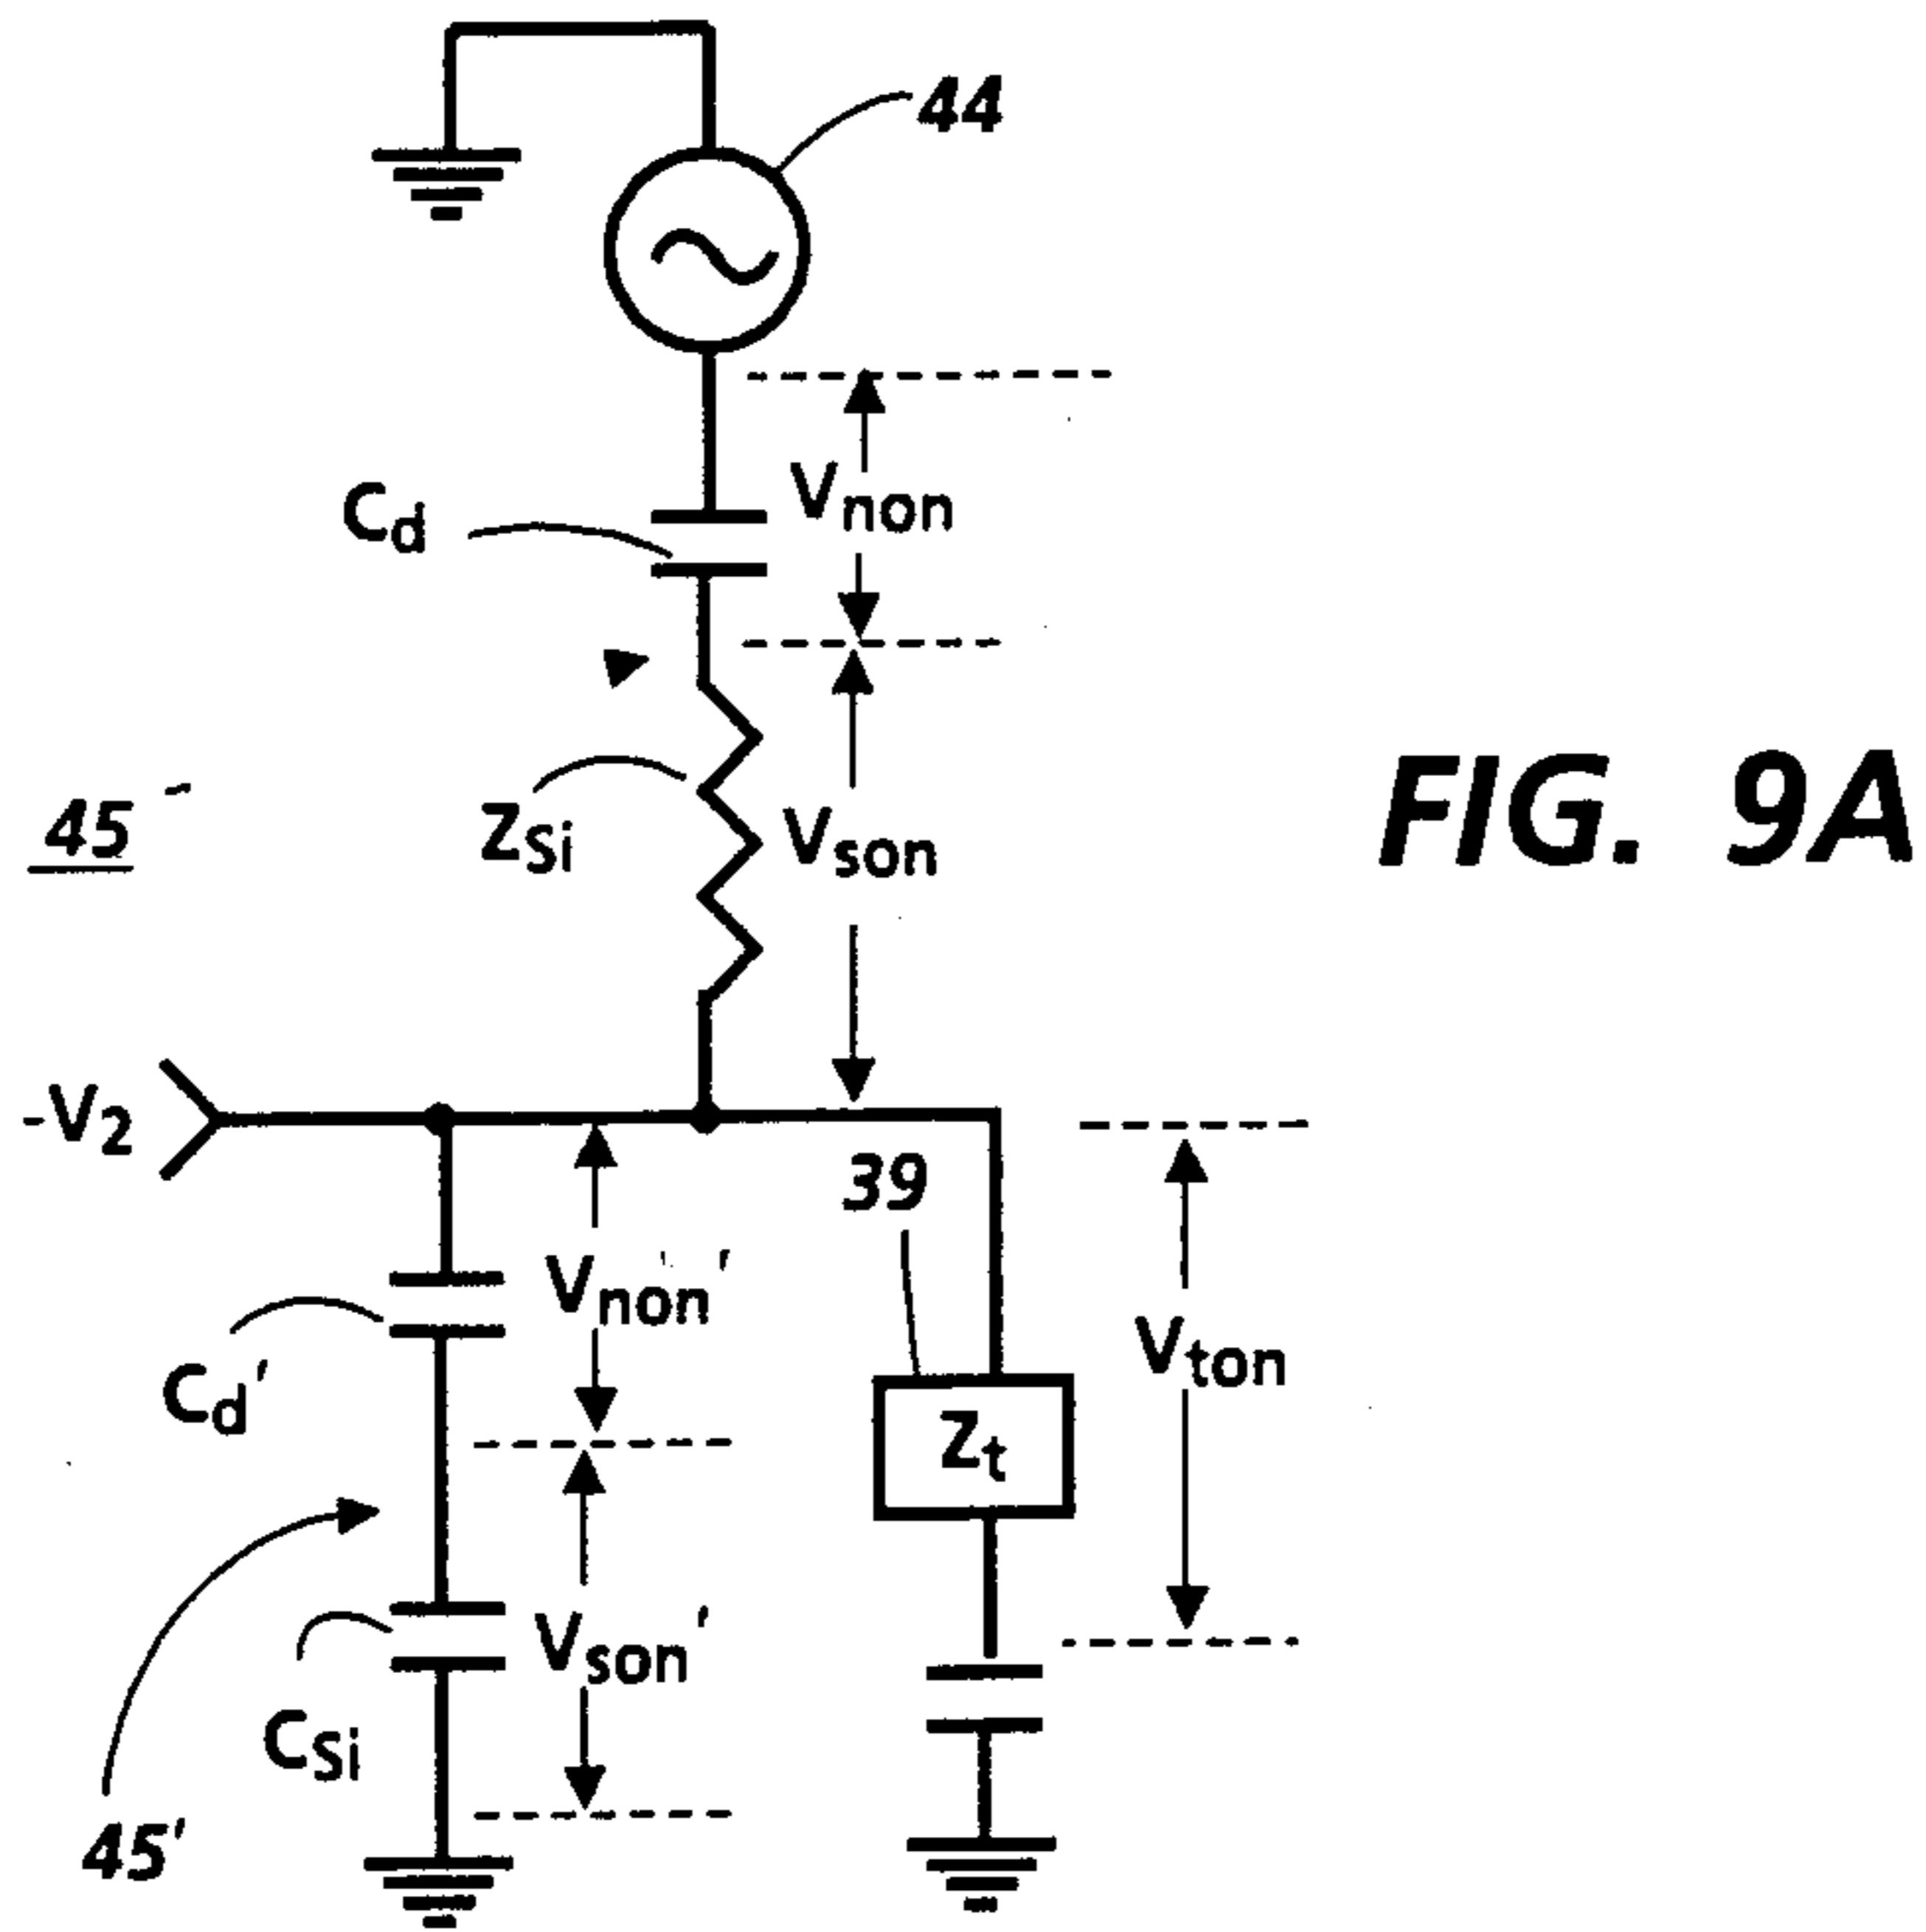 44
Vnon
Cd
45
ZSi
Vson
FIG. 9A
-V2
39
Vnon'
Cd'
Vton
Zt
Vson'
CSi
45'